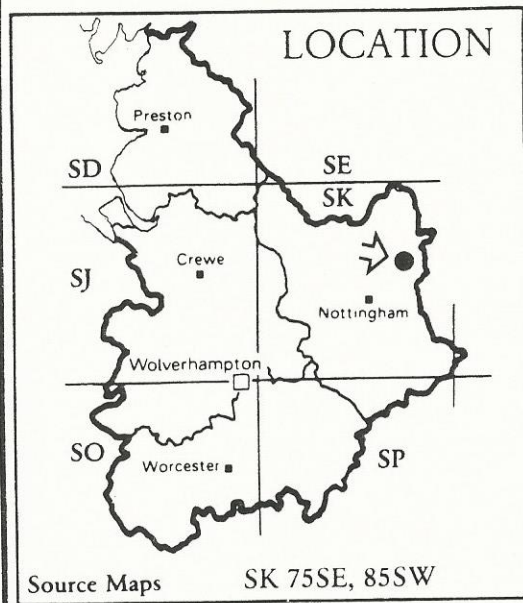 LOCATION
Preston
SD
SE
SK
Crewe
SJ
Nottingham
Wolverhampton
SO
SP
Worcester
Source Maps SK 75SE, 85SW